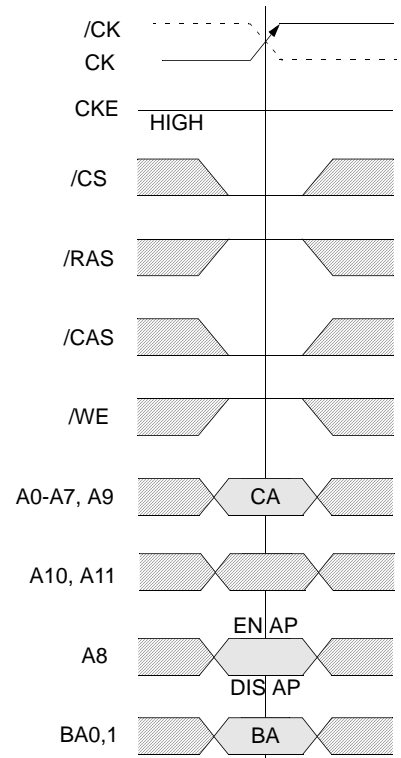 /CK
CK
CKE
HIGH
/CS
/RAS
/CAS
/WE
A0-A7, A9
CA
A10, A11
EN AP
A8
DIS AP
BA0,1
BA